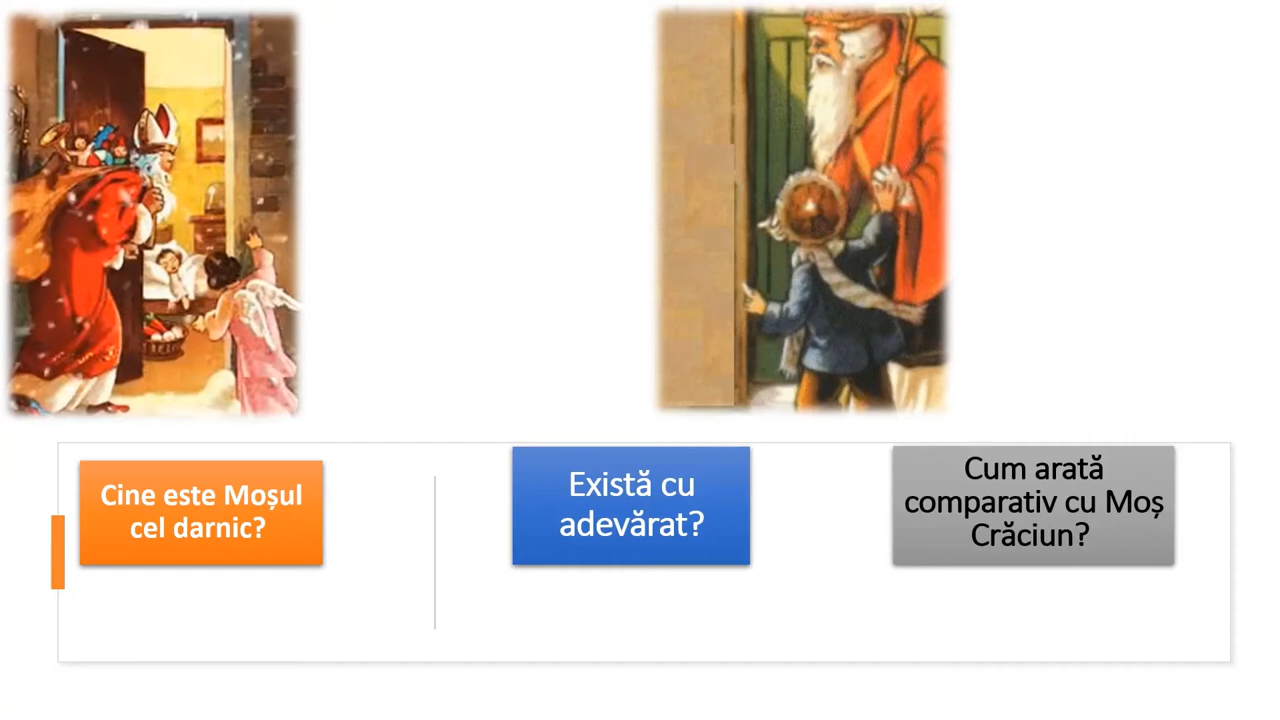 Cine este Moșul
cel darnic?
Există cu
adevărat?
Cum arată
comparativ cu Moș
Crăciun?